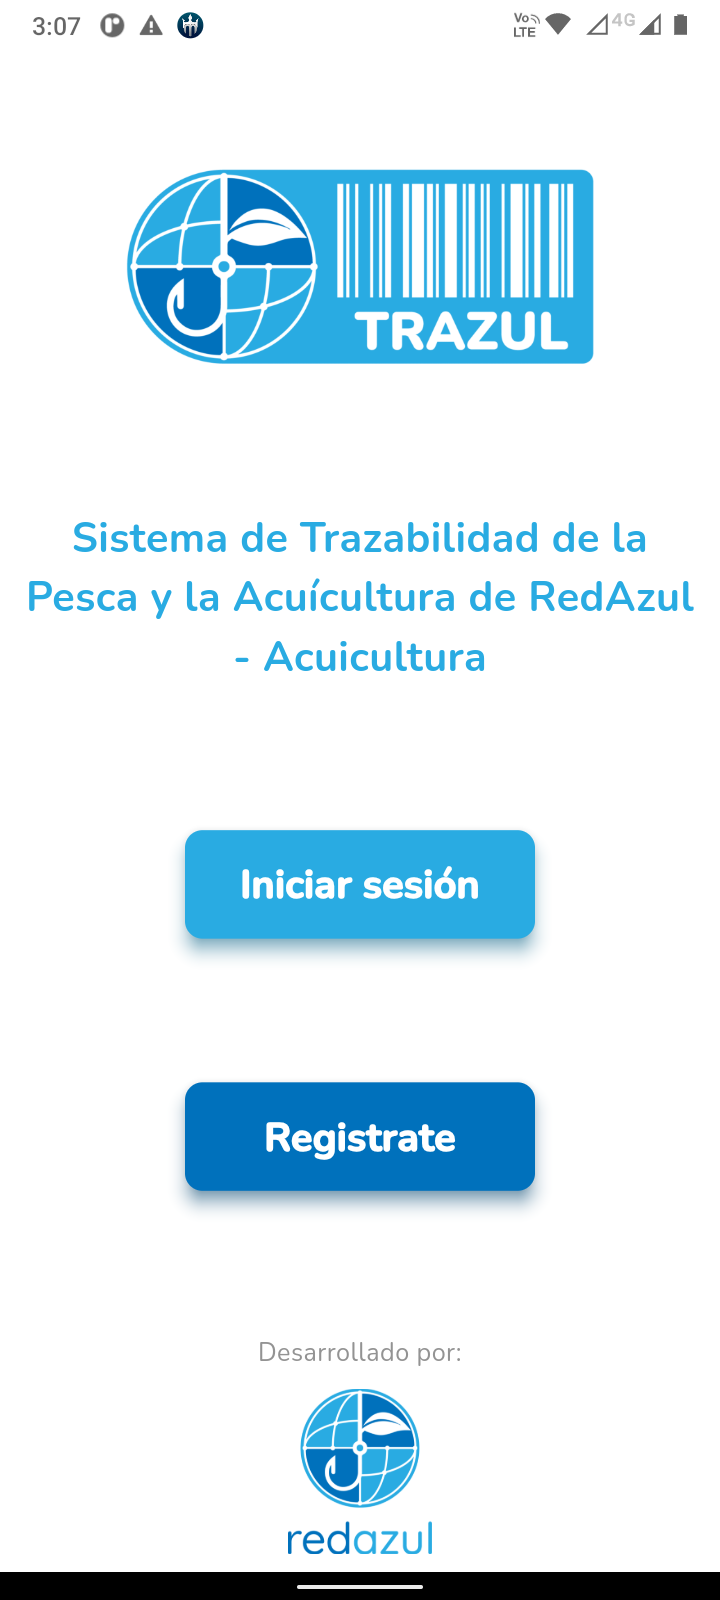 3:07
Vo
LTE
4G
TRAZUL
Sistema de Trazabilidad de la
Pesca y la Acuícultura de RedAzul
- Acuicultura
Iniciar sesión
Registrate
Desarrollado por:
redazul